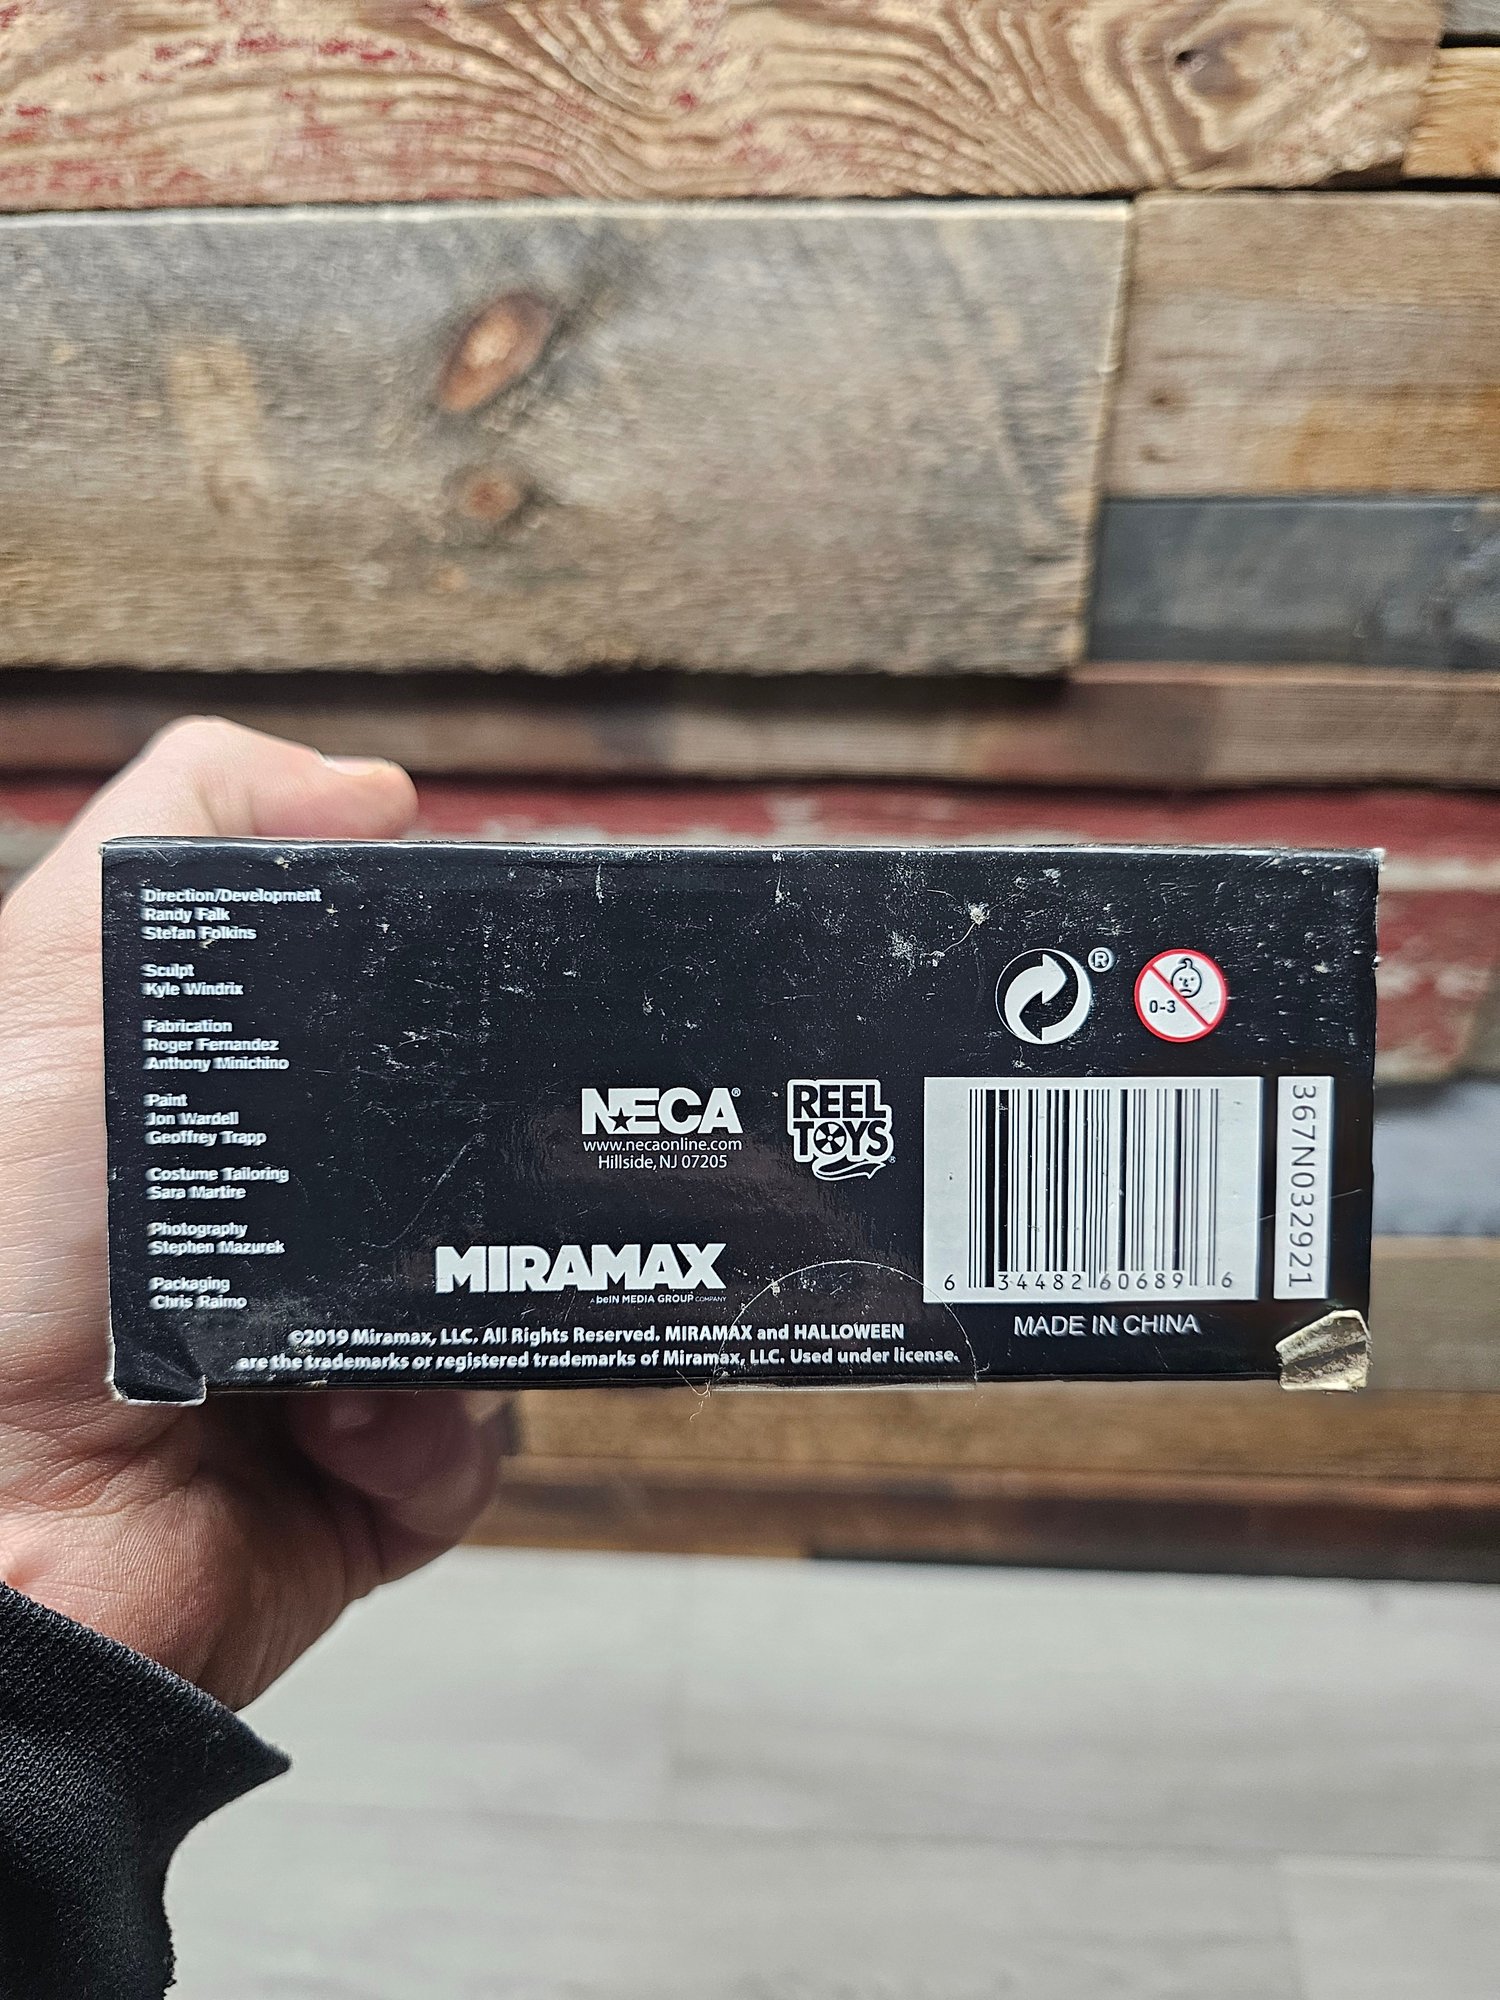 Direction/Development
Randy Falk
Stefan Folkins
Sculpt
Kyle Windrix
Fabrication
Roger Fernandez
Anthony Minichino
Paint
Jon Wardell
Geoffrey Trapp
Costume Tailoring
Sara Martire
Photography
Stephen Mazurek
Packaging
Chris Raimo
NECA®
www.necaonline.com
Hillside, NJ 07205
REEL
TOYS®
MIRAMAX
A beIN MEDIA GROUP COMPANY
©2019 Miramax, LLC. All Rights Reserved. MIRAMAX and HALLOWEEN
are the trademarks or registered trademarks of Miramax, LLC. Used under license.
®
0-3
6 34482 60689 6
MADE IN CHINA
367N032921